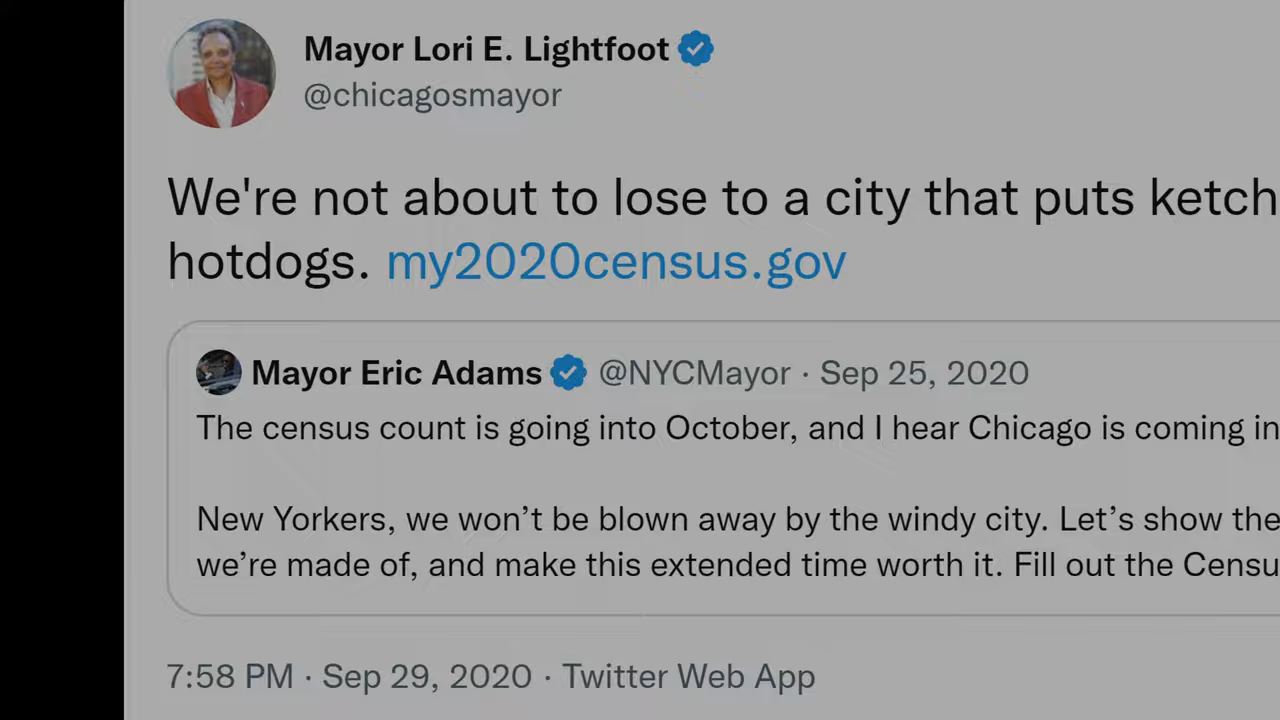 Mayor Lori E. Lightfoot
@chicagosmayor
We're not about to lose to a city that puts ketch
hotdogs. my2020census.gov
Mayor Eric Adams @NYCMayor · Sep 25, 2020
The census count is going into October, and I hear Chicago is coming in
New Yorkers, we won’t be blown away by the windy city. Let’s show the
we’re made of, and make this extended time worth it. Fill out the Censu
7:58 PM · Sep 29, 2020 · Twitter Web App